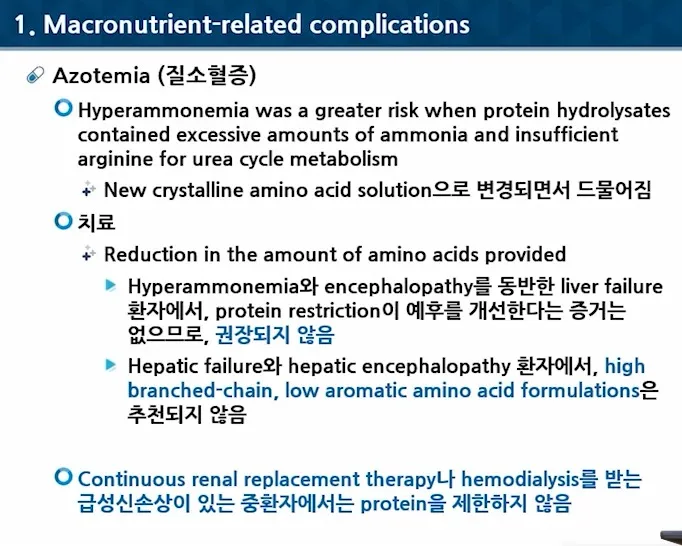 1. Macronutrient-related complications
Azotemia (질소혈증)
Hyperammonemia was a greater risk when protein hydrolysates
contained excessive amounts of ammonia and insufficient
arginine for urea cycle metabolism
New crystalline amino acid solution으로 변경되면서 드물어짐
치료
Reduction in the amount of amino acids provided
Hyperammonemia와 encephalopathy를 동반한 liver failure
환자에서, protein restriction이 예후를 개선한다는 증거는
없으므로, 권장되지 않음
Hepatic failure와 hepatic encephalopathy 환자에서, high
branched-chain, low aromatic amino acid formulations은
추천되지 않음
Continuous renal replacement therapy나 hemodialysis를 받는
급성신손상이 있는 중환자에서는 protein을 제한하지 않음